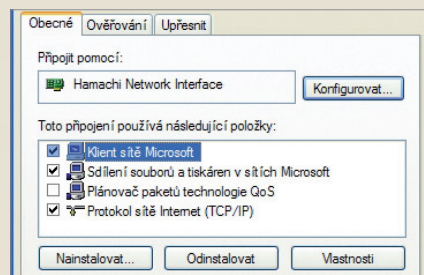 Obecné Ověřování Upřesnit
Připojit pomocí:
Hamachi Network Interface Konfigurovat...
Toto připojení používá následující položky:
Klient sítě Microsoft
Sdílení souborů a tiskáren v sítích Microsoft
Plánovač paketů technologie QoS
Protokol sítě Internet (TCP/IP)
Nainstalovat... Odinstalovat Vlastnosti